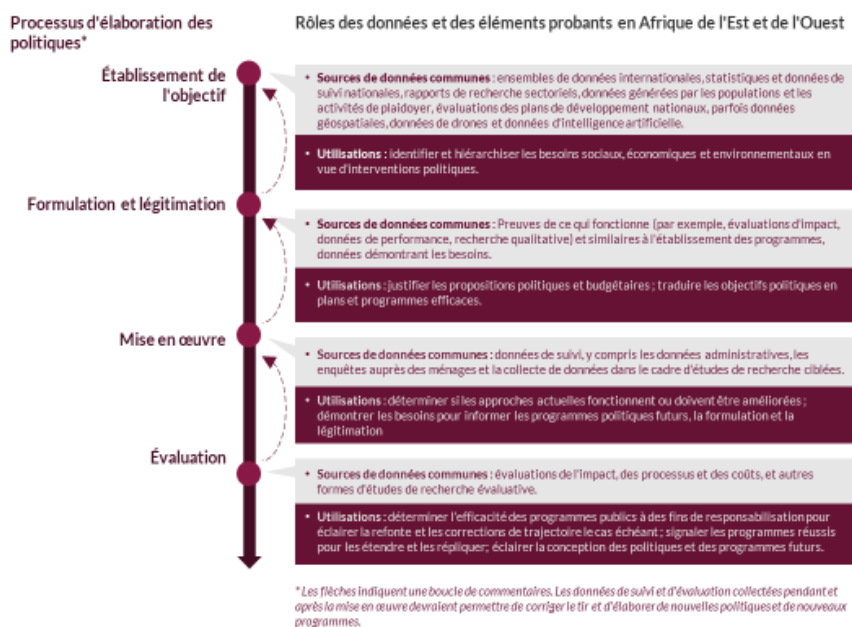 Processus d'élaboration des
politiques*
Rôles des données et des éléments probants en Afrique de l'Est et de l'Ouest
Établissement de
l'objectif
• Sources de données communes : ensembles de données internationales, statistiques et données de
suivi nationales, rapports de recherche sectoriels, données générées par les populations et les
activités de plaidoyer, évaluations des plans de développement nationaux, parfois données
géospatiales, données de drones et données d'intelligence artificielle.
• Utilisations : identifier et hiérarchiser les besoins sociaux, économiques et environnementaux en
vue d'interventions politiques.
Formulation et légitimation
• Sources de données communes : Preuves de ce qui fonctionne (par exemple, évaluations d'impact,
données de performance, recherche qualitative) et similaires à l'établissement des programmes,
données démontrant les besoins.
• Utilisations : justifier les propositions politiques et budgétaires ; traduire les objectifs politiques en
plans et programmes efficaces.
Mise en œuvre
• Sources de données communes : données de suivi, y compris les données administratives, les
enquêtes auprès des ménages et la collecte de données dans le cadre d'études de recherche ciblées.
• Utilisations : déterminer si les approches actuelles fonctionnent ou doivent être améliorées ;
démontrer les besoins pour informer les programmes politiques futurs, la formulation et la
légitimation
Évaluation
• Sources de données communes : évaluations de l'impact, des processus et des coûts, et autres
formes d'études de recherche évaluative.
• Utilisations : déterminer l'efficacité des programmes publics à des fins de responsabilisation pour
éclairer la refonte et les corrections de trajectoire le cas échéant ; signaler les programmes réussis
pour les étendre et les répliquer; éclairer la conception des politiques et des programmes futurs.
* Les flèches indiquent une boucle de commentaires. Les données de suivi et d'évaluation collectées pendant et
après la mise en œuvre devraient permettre de corriger le tir et d'élaborer de nouvelles politiques et de nouveaux
programmes.